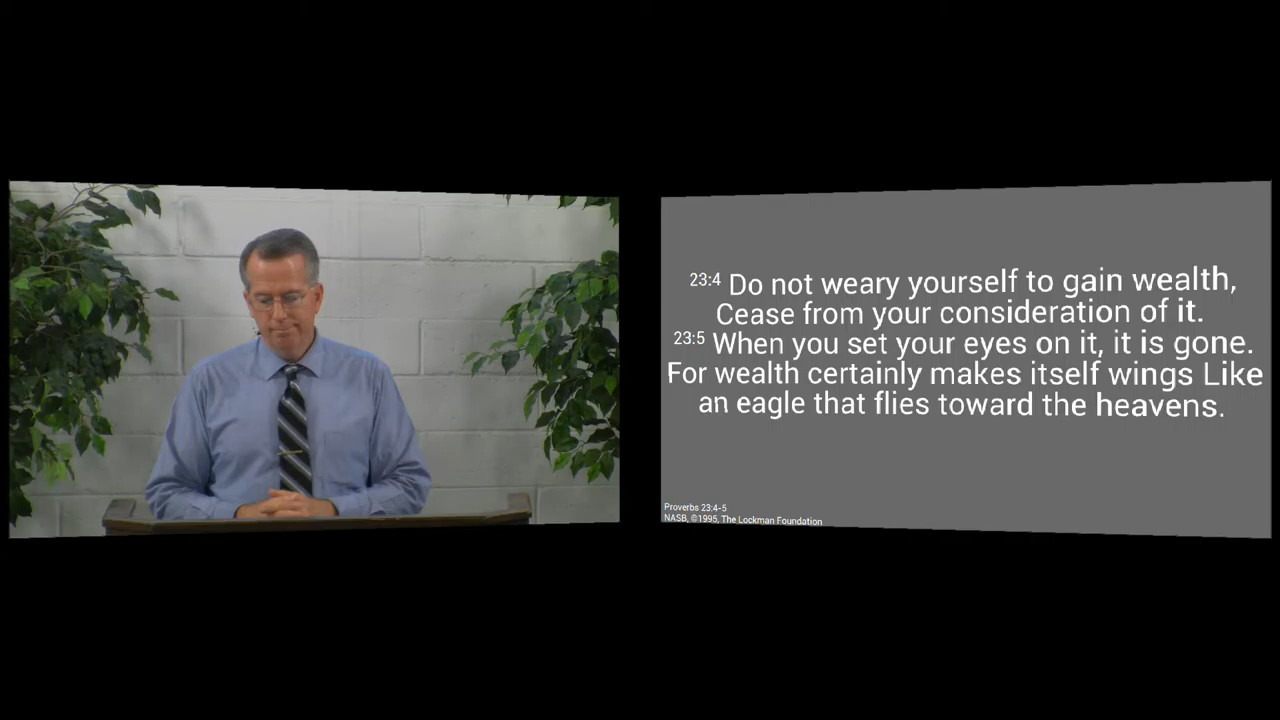 23:4 Do not weary yourself to gain wealth,
Cease from your consideration of it.
23:5 When you set your eyes on it, it is gone.
For wealth certainly makes itself wings Like
an eagle that flies toward the heavens.
Proverbs 23:4-5
NASB, ©1995, The Lockman Foundation